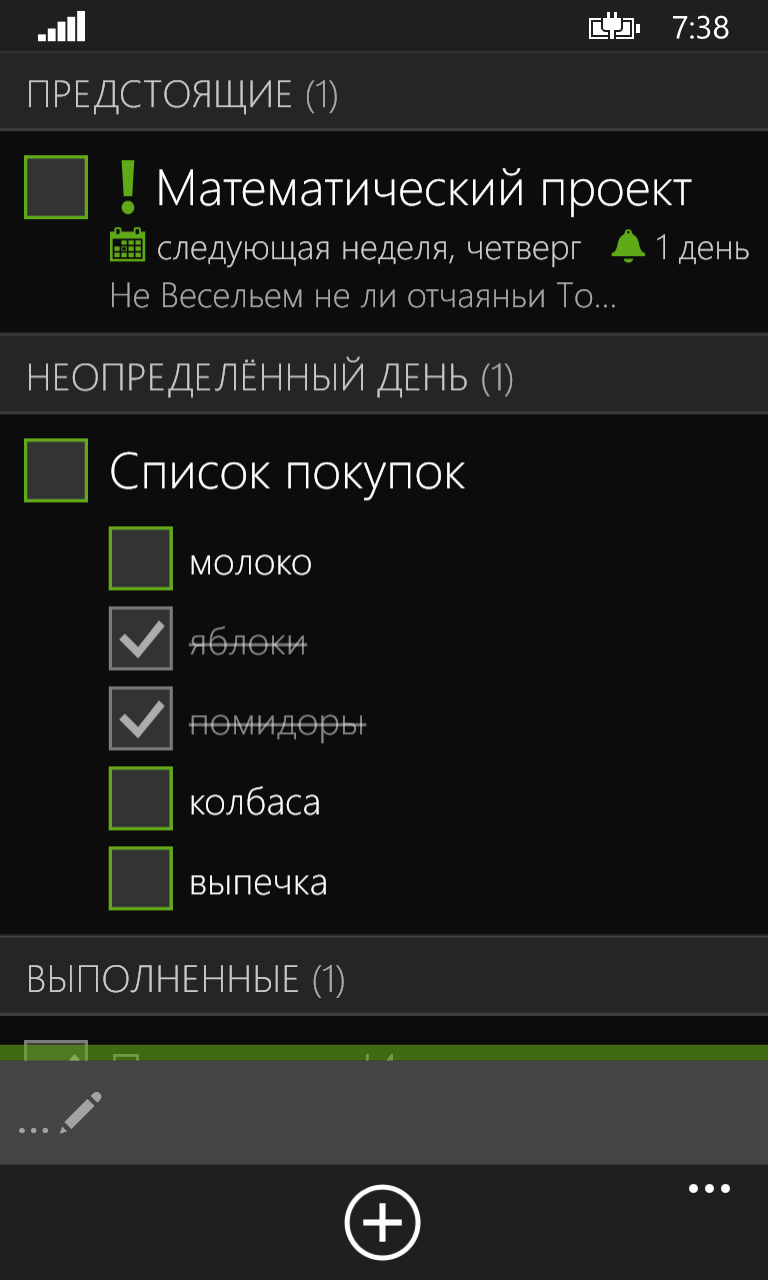 7:38
ПРЕДСТОЯЩИЕ (1)
Математический проект
следующая неделя, четверг 1 день
Не Весельем не ли отчаяньи То...
НЕОПРЕДЕЛЁННЫЙ ДЕНЬ (1)
Список покупок
молоко
яблоки
помидоры
колбаса
выпечка
ВЫПОЛНЕННЫЕ (1)